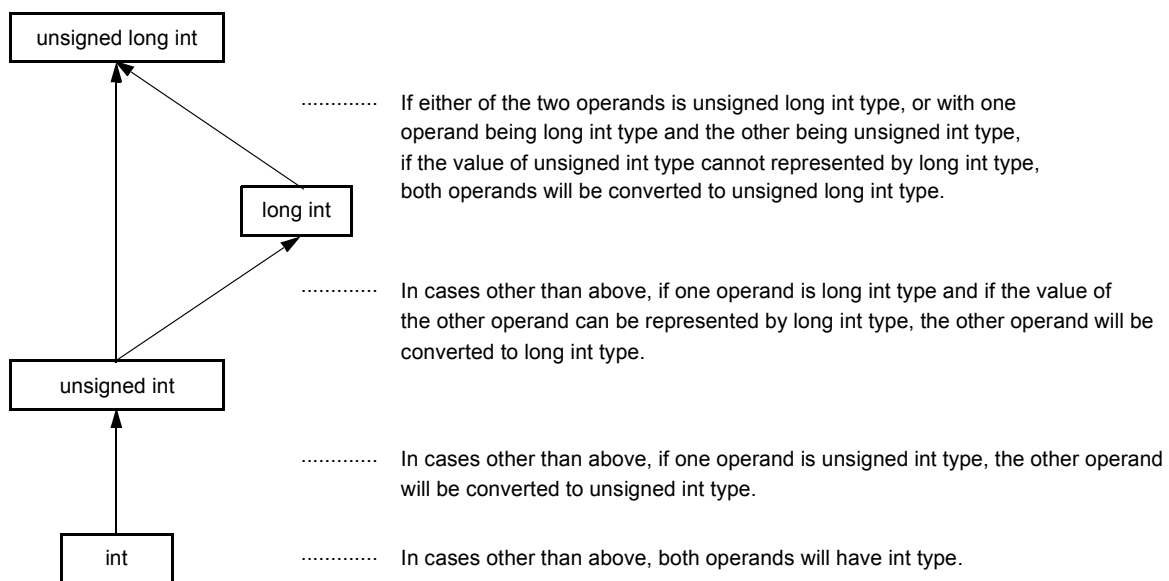 unsigned long int
............. If either of the two operands is unsigned long int type, or with one
operand being long int type and the other being unsigned int type,
if the value of unsigned int type cannot represented by long int type,
both operands will be converted to unsigned long int type.
long int
............. In cases other than above, if one operand is long int type and if the value of
the other operand can be represented by long int type, the other operand will be
converted to long int type.
unsigned int
............. In cases other than above, if one operand is unsigned int type, the other operand
will be converted to unsigned int type.
int
............. In cases other than above, both operands will have int type.